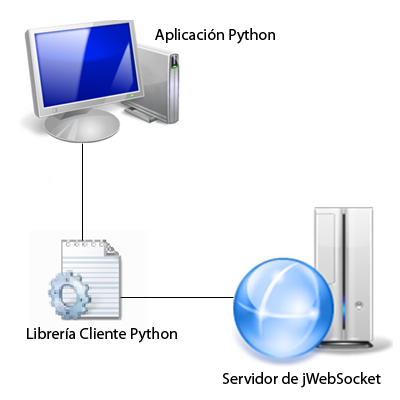 Aplicación Python
Librería Cliente Python
Servidor de jWebSocket